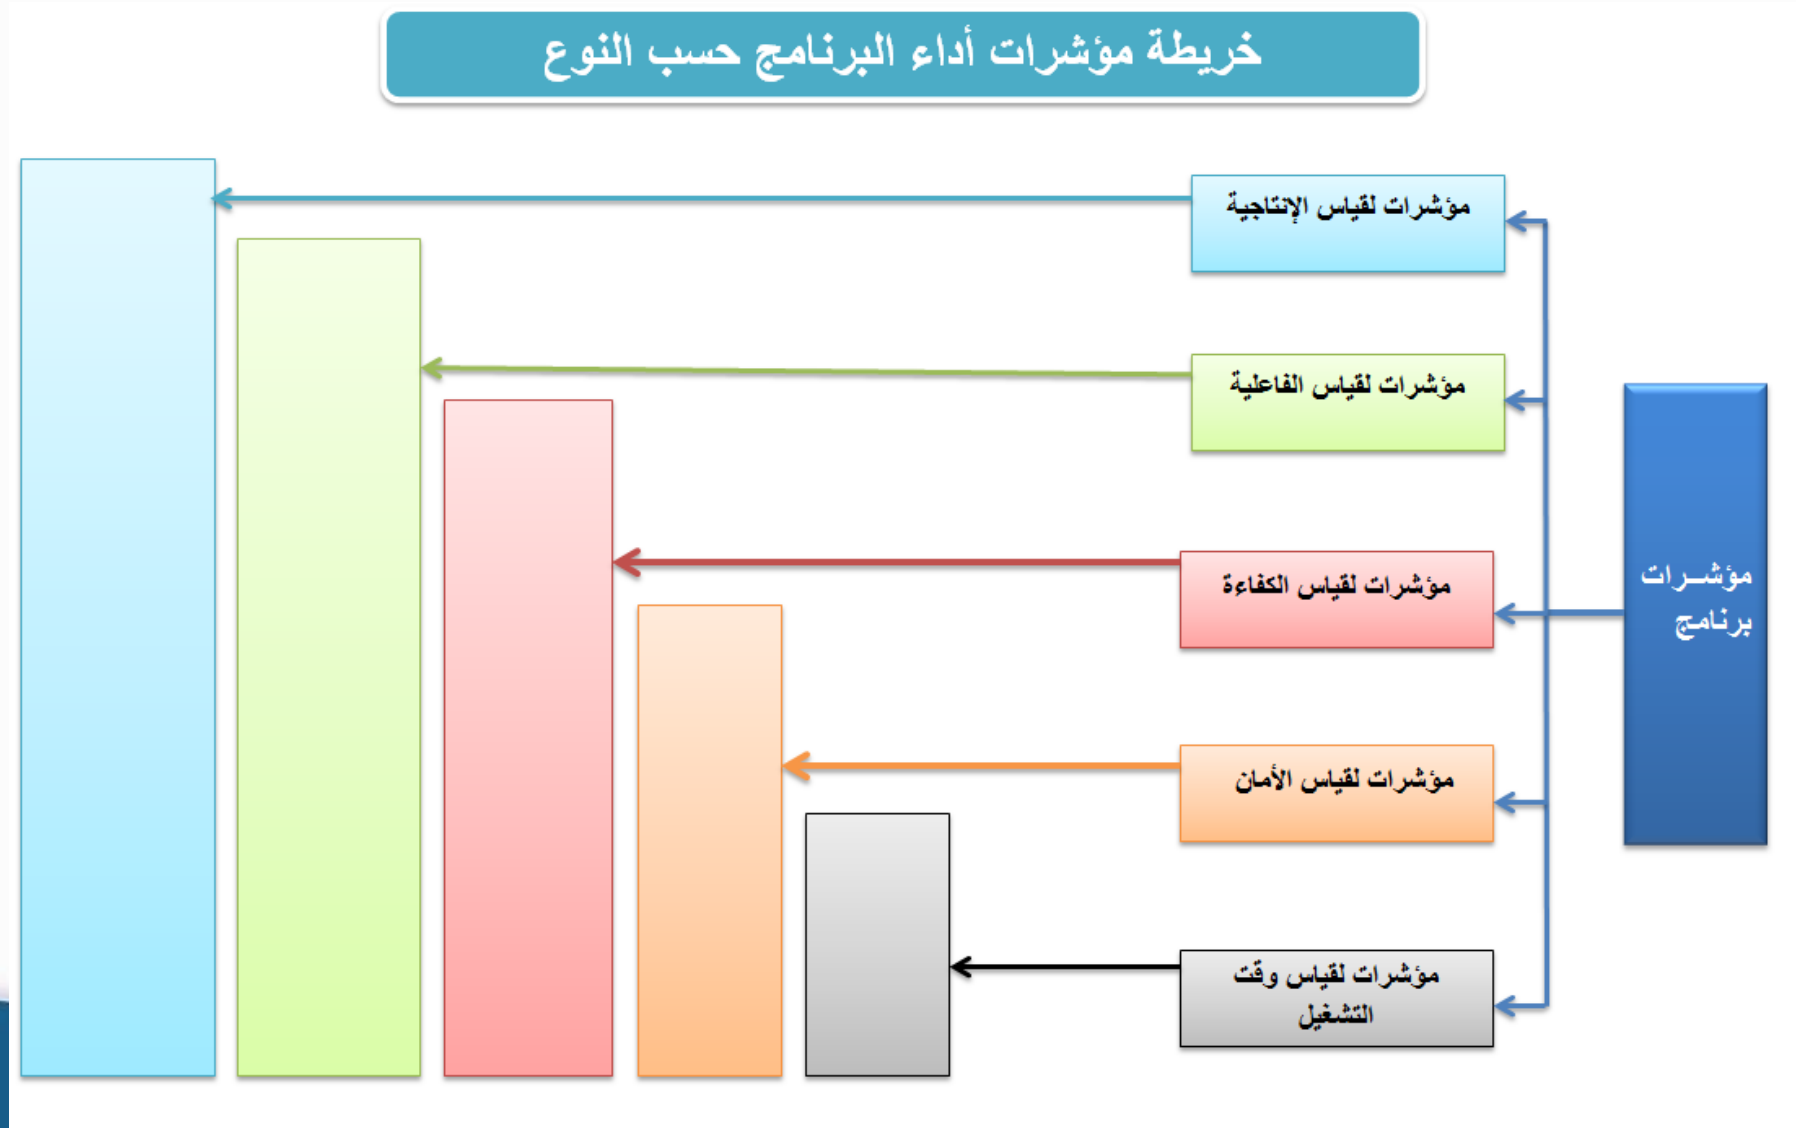 خريطة مؤشرات أداء البرنامج حسب النوع
مؤشرات لقياس الإنتاجية
مؤشرات لقياس الفاعلية
مؤشــرات
برنامج
مؤشرات لقياس الكفاءة
مؤشرات لقياس الأمان
مؤشرات لقياس وقت
التشغيل